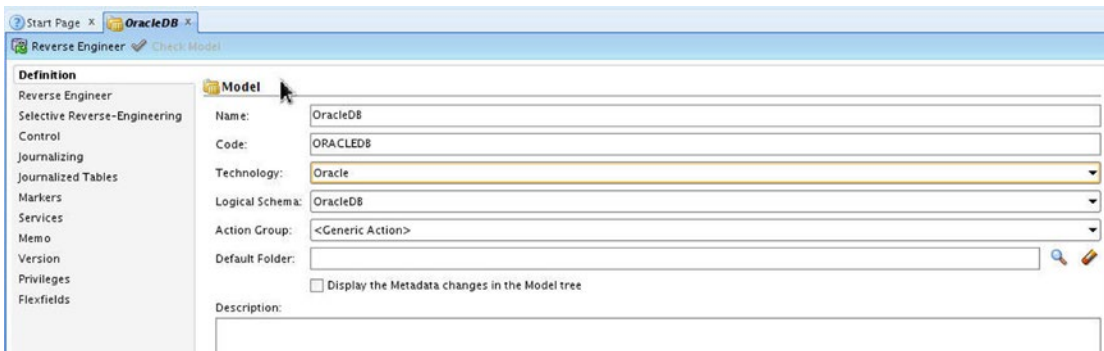 Start Page x OracleDB x
Reverse Engineer Check Model
Definition
Reverse Engineer
Selective Reverse-Engineering
Control
Journalizing
Journalized Tables
Markers
Services
Memo
Version
Privileges
Flexfields
Model
Name: OracleDB
Code: ORACLEDB
Technology: Oracle
Logical Schema: OracleDB
Action Group: <Generic Action>
Default Folder:
Display the Metadata changes in the Model tree
Description: